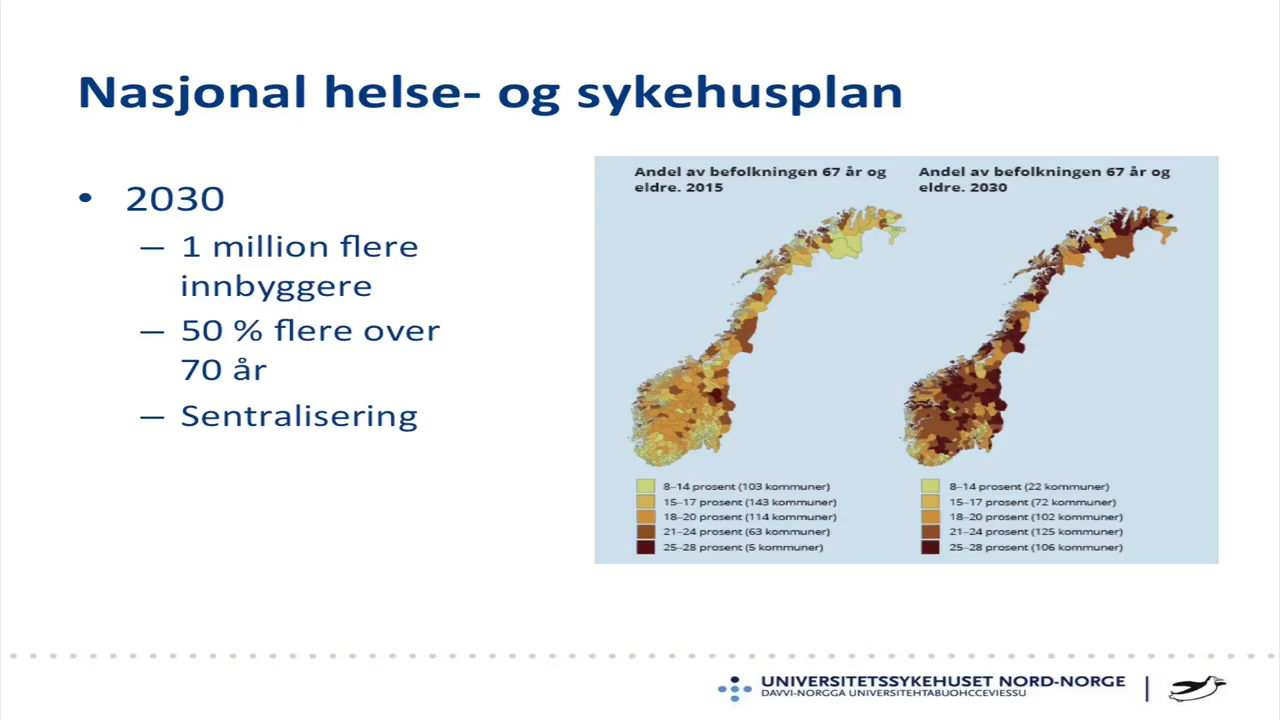 Nasjonal helse- og sykehusplan
• 2030
– 1 million flere
innbyggere
– 50 % flere over
70 år
– Sentralisering
Andel av befolkningen 67 år og
eldre. 2015
8–14 prosent (103 kommuner)
15–17 prosent (143 kommuner)
18–20 prosent (114 kommuner)
21–24 prosent (63 kommuner)
25–28 prosent (5 kommuner)
Andel av befolkningen 67 år og
eldre. 2030
8–14 prosent (22 kommuner)
15–17 prosent (72 kommuner)
18–20 prosent (102 kommuner)
21–24 prosent (125 kommuner)
25–28 prosent (106 kommuner)
UNIVERSITETSSYKEHUSET NORD-NORGE
DAVVI-NORGGA UNIVERSITEHTABUOHCCEVIESSU